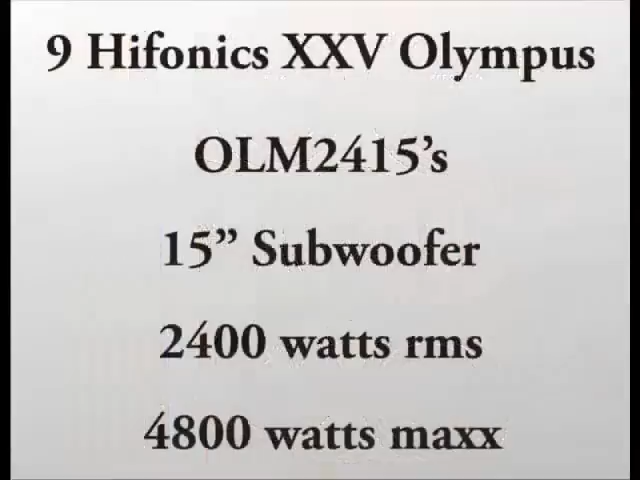 9 Hifonics XXV Olympus
OLM2415’s
15” Subwoofer
2400 watts rms
4800 watts maxx